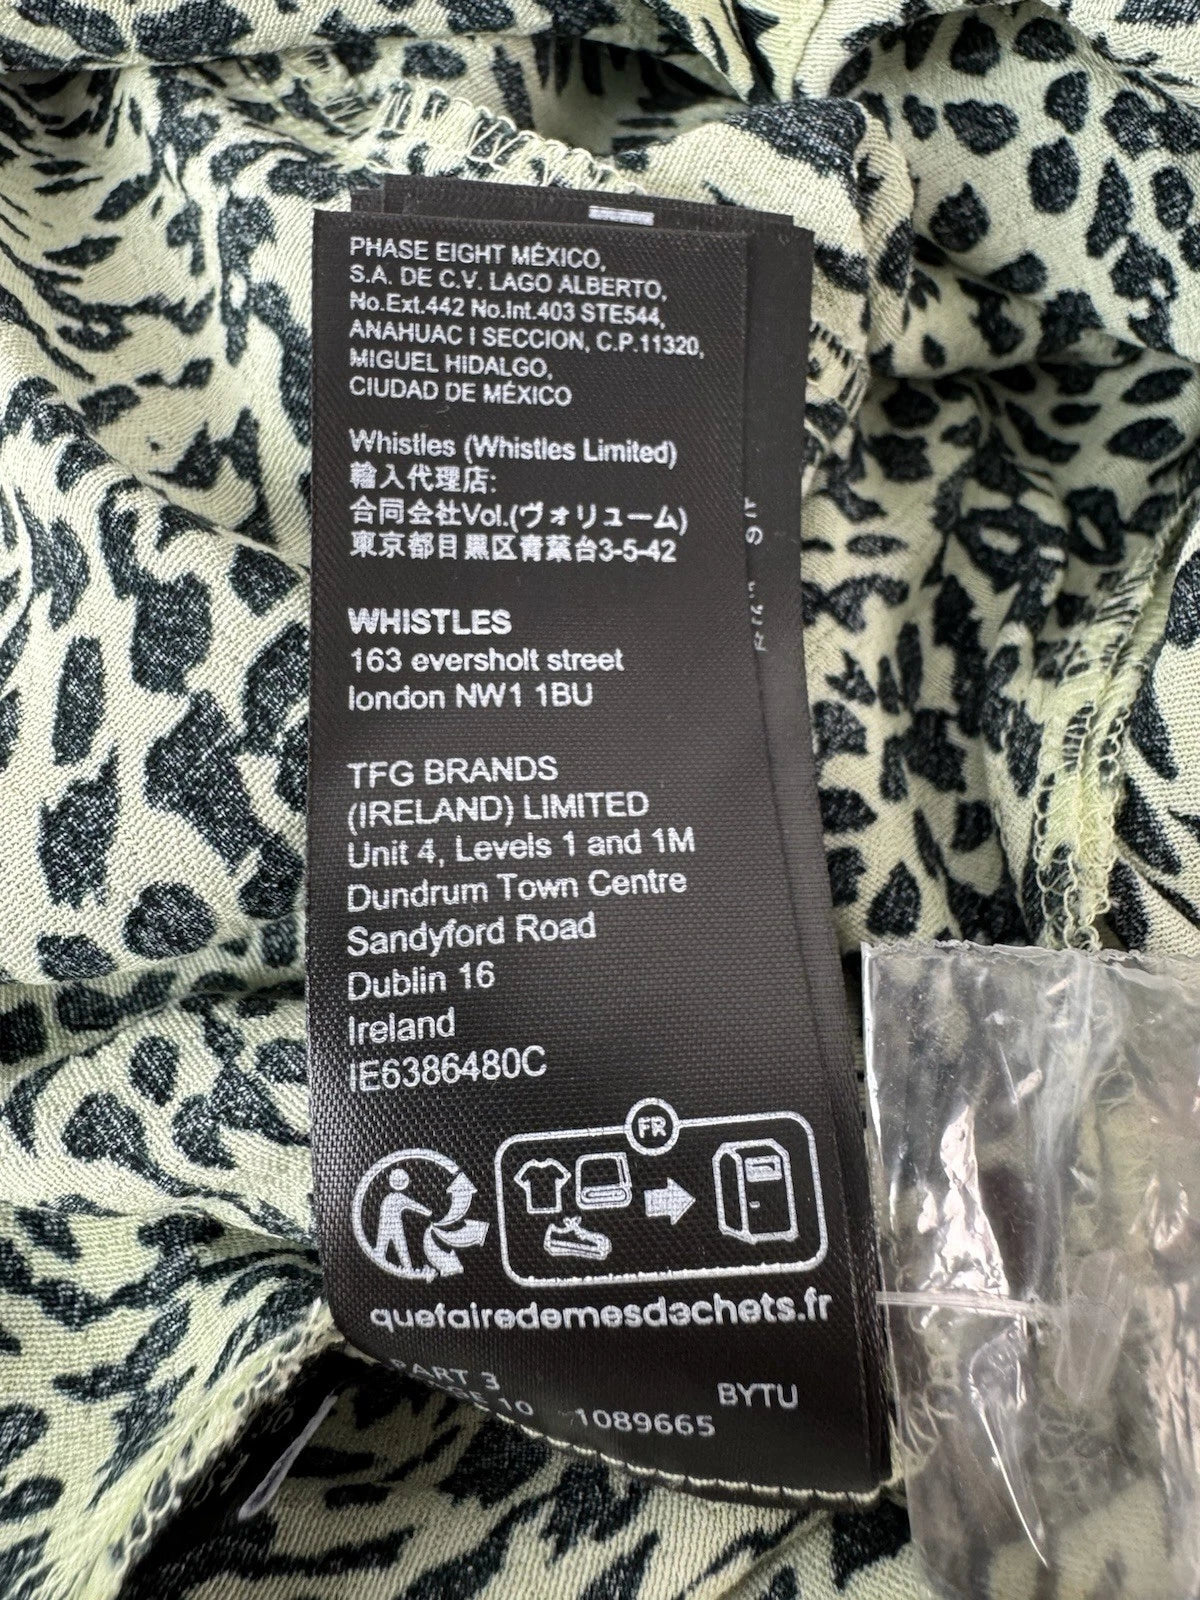 PHASE EIGHT MÉXICO,
S.A. DE C.V. LAGO ALBERTO,
No.Ext.442 No.Int.403 STE544,
ANAHUAC I SECCION, C.P.11320,
MIGUEL HIDALGO,
CIUDAD DE MÉXICO
Whistles (Whistles Limited)
輸入代理店:
合同会社Vol.(ヴォリューム)
東京都目黒区青葉台3-5-42
WHISTLES
163 eversholt street
london NW1 1BU
TFG BRANDS
(IRELAND) LIMITED
Unit 4, Levels 1 and 1M
Dundrum Town Centre
Sandyford Road
Dublin 16
Ireland
IE6386480C
FR
quefairedemesdechets.fr
PART 3
10 1089665 BYTU